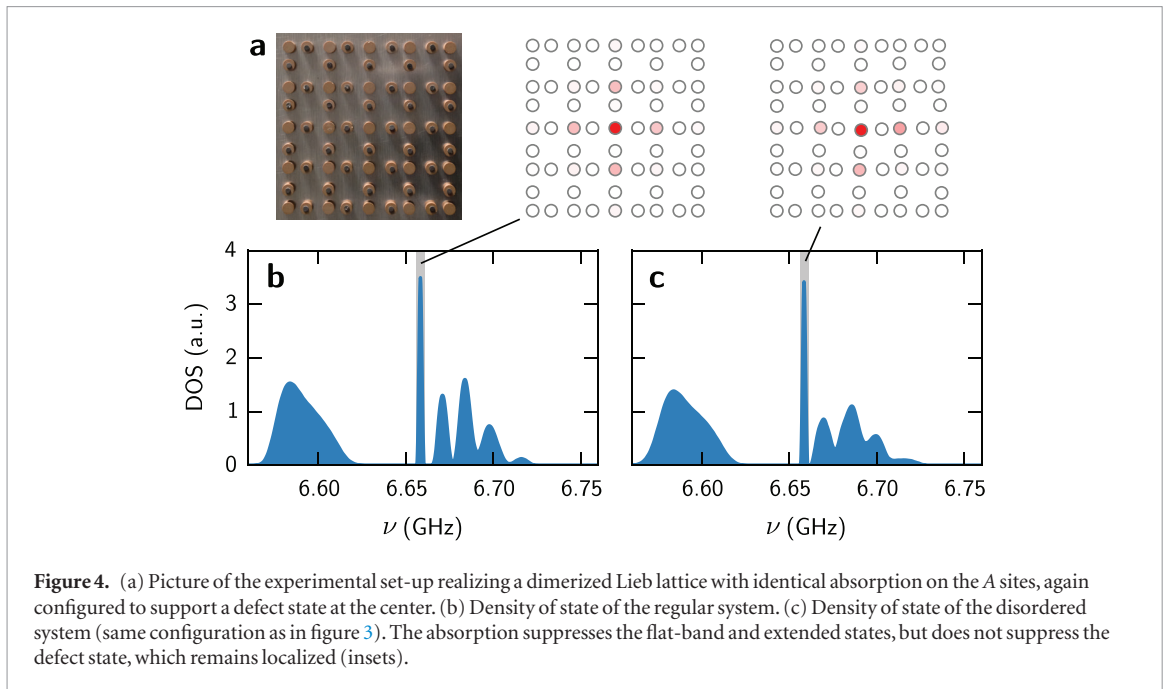 a
b
c
4
3
2
1
0
DOS (a.u.)
6.60 6.65 6.70 6.75
6.60 6.65 6.70 6.75
ν (GHz)
ν (GHz)
Figure 4. (a) Picture of the experimental set-up realizing a dimerized Lieb lattice with identical absorption on the A sites, again
configured to support a defect state at the center. (b) Density of state of the regular system. (c) Density of state of the disordered
system (same configuration as in figure 3). The absorption suppresses the flat-band and extended states, but does not suppress the
defect state, which remains localized (insets).